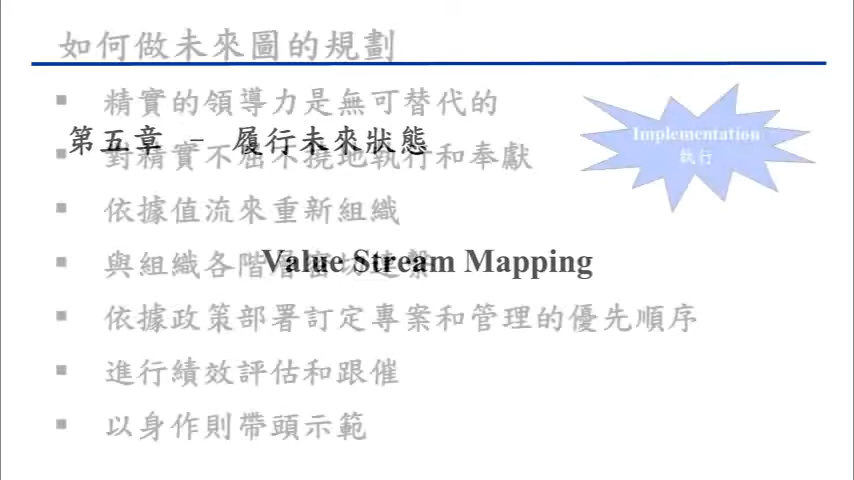 如何做未來圖的規劃
▪ 精實的領導力是無可替代的
第五章 – 履行未來狀態
▪ 對精實不屈不撓地執行和奉獻
Implementation
執行
▪ 依據值流來重新組織
▪ 與組織各階層密切連繫
Value Stream Mapping
▪ 依據政策部署訂定專案和管理的優先順序
▪ 進行績效評估和跟催
▪ 以身作則帶頭示範